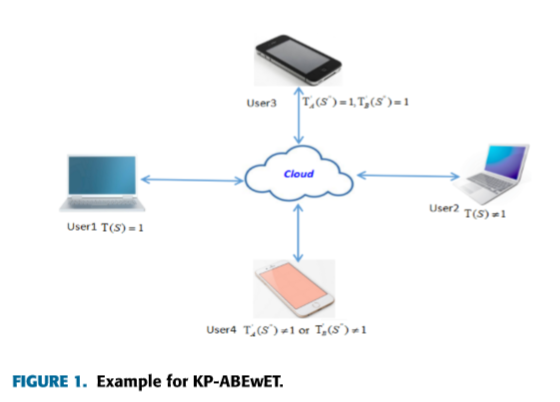 User3 T'_A(S'')=1,T'_B(S'')=1
Cloud
User1 T(S)=1
User2 T(S)≠1
User4 T'_A(S'')≠1 or T'_B(S'')≠1
FIGURE 1. Example for KP-ABEwET.